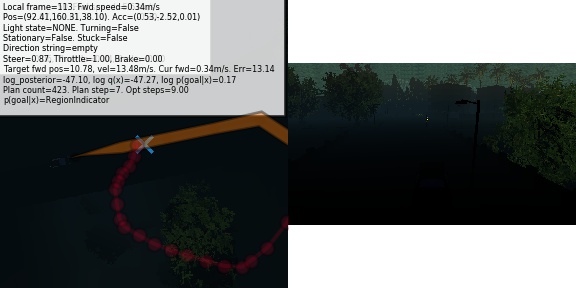 Local frame=113. Fwd speed=0.34m/s
Pos=(92.41,160.31,38.10). Acc=(0.53,-2.52,0.01)
Light state=NONE. Turning=False
Stationary=False. Stuck=False
Direction string=empty
Steer=0.87, Throttle=1.00, Brake=0.00
Target fwd pos=10.78, vel=13.48m/s. Cur fwd=0.34m/s. Err=13.14
log_posterior=-47.10, log q(x)=-47.27, log p(goal|x)=0.17
Plan count=423. Plan step=7. Opt steps=9.00
p(goal|x)=RegionIndicator